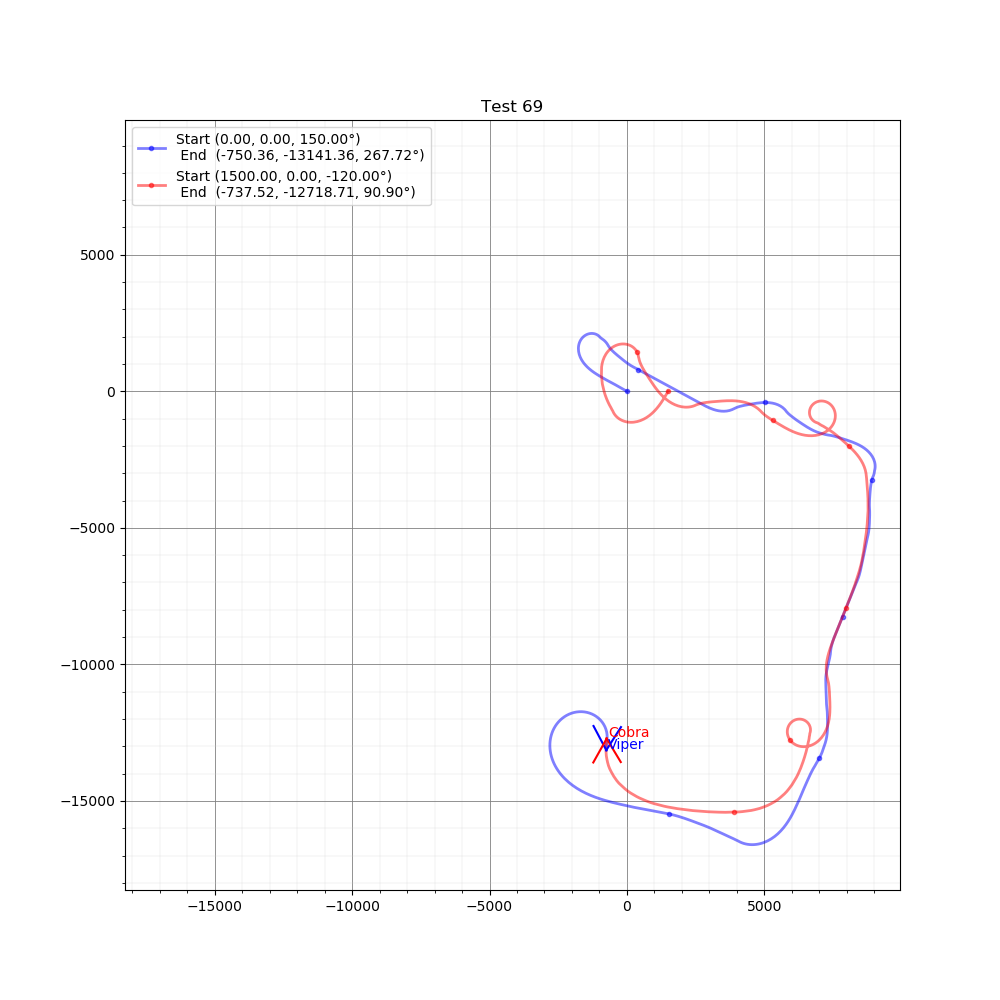 Test 69
Start (0.00, 0.00, 150.00°)
End  (-750.36, -13141.36, 267.72°)
Start (1500.00, 0.00, -120.00°)
End  (-737.52, -12718.71, 90.90°)
5000
0
−5000
−10000
−15000
Cobra
Viper
−15000
−10000
−5000
0
5000